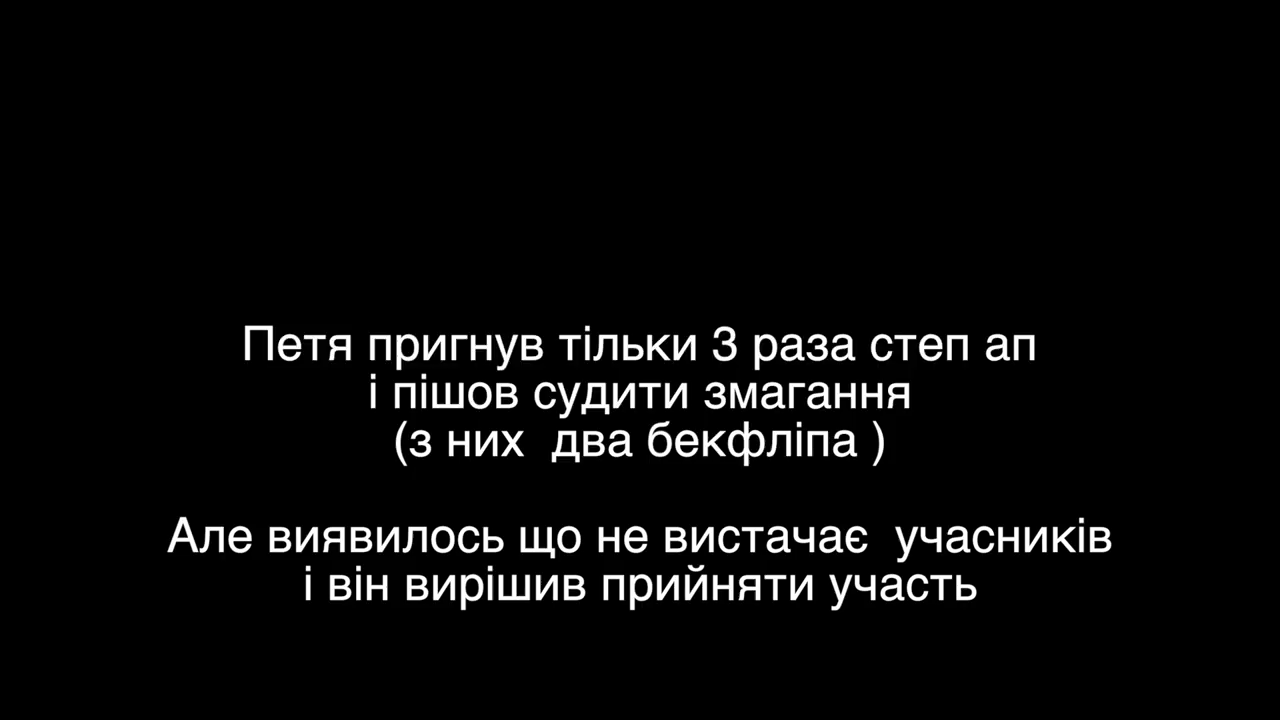 Петя пригнув тільки 3 раза степ ап
і пішов судити змагання
(з них  два бекфліпа )
Але виявилось що не вистачає  учасників
і він вирішив прийняти участь